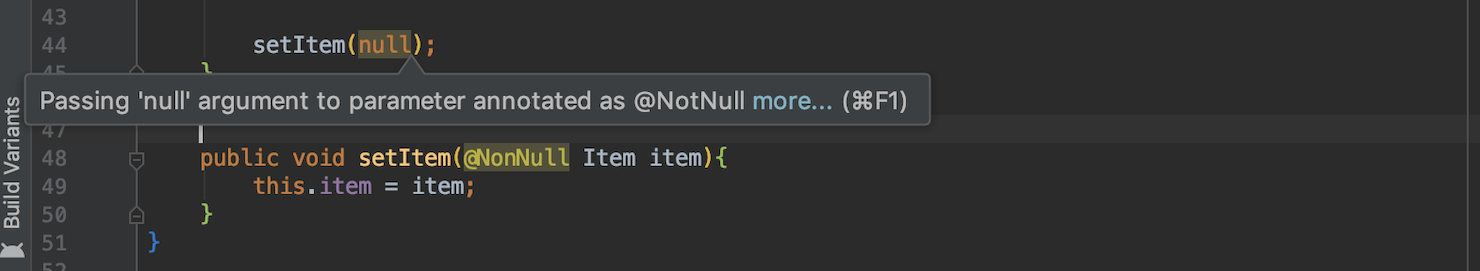 43
44 setItem(null);
45 }
Passing 'null' argument to parameter annotated as @NotNull more... (⌘F1)
47
48 public void setItem(@NonNull Item item){
49 this.item = item;
50 }
51 }
52
Build Variants